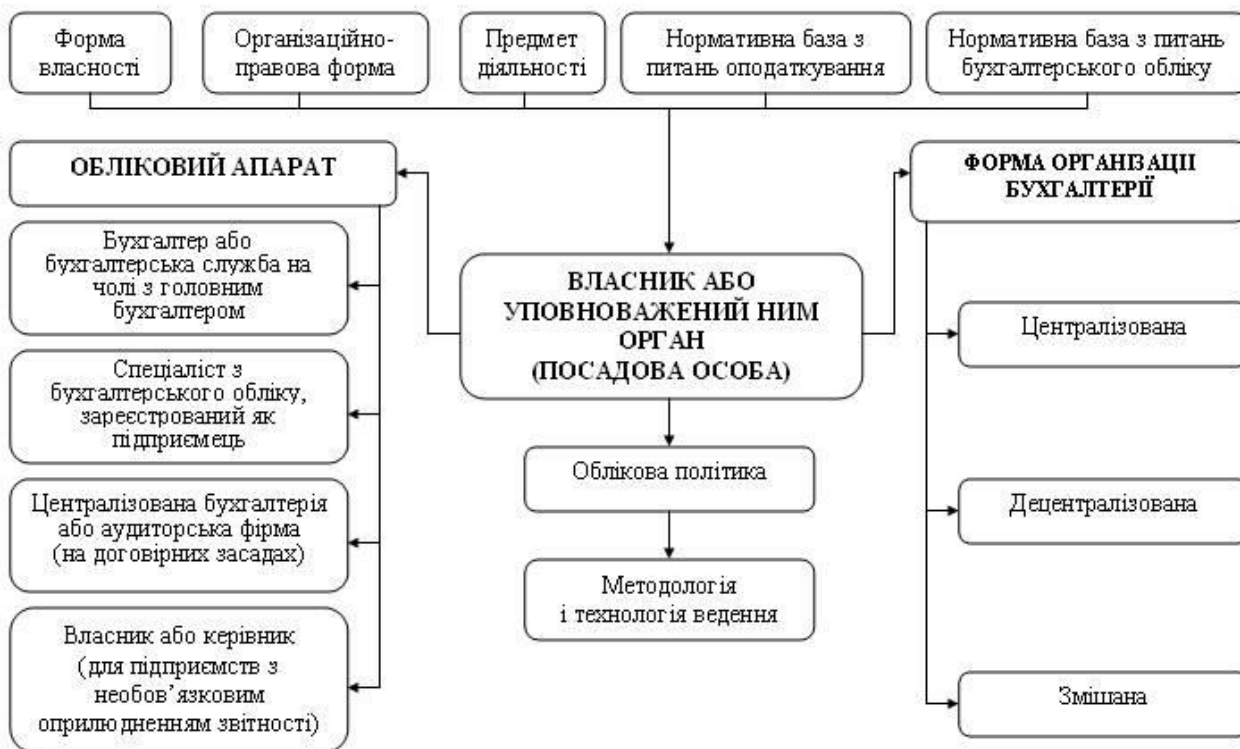 Форма
власності
Організаційно-
правова форма
Предмет
діяльності
Нормативна база з
питань оподаткування
Нормативна база з питань
бухгалтерського обліку
ОБЛІКОВИЙ АПАРАТ
Бухгалтер або
бухгалтерська служба на
чолі з головним
бухгалтером
Спеціаліст з
бухгалтерського обліку,
зареєстрований як
підприємець
Централізована бухгалтерія
або аудиторська фірма
(на договірних засадах)
Власник або керівник
(для підприємств з
необов’язковим
оприлюдненням звітності)
ВЛАСНИК АБО
УПОВНОВАЖЕНИЙ НИМ
ОРГАН
(ПОСАДОВА ОСОБА)
Облікова політика
Методологія
і технологія ведення
ФОРМА ОРГАНІЗАЦІЇ
БУХГАЛТЕРІЇ
Централізована
Децентралізована
Змішана